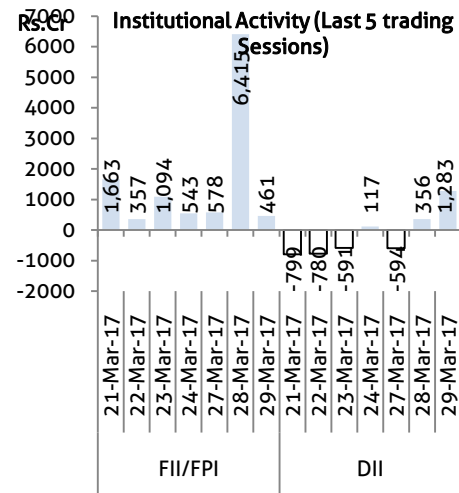 Rs.Cr
Institutional Activity (Last 5 trading
Sessions)
7000
6000
5000
4000
3000
2000
1000
0
-1000
-2000
1,663
357
1,094
543
578
6,415
461
-799
-780
-591
117
-594
356
1,283
21-Mar-17
22-Mar-17
23-Mar-17
24-Mar-17
27-Mar-17
28-Mar-17
29-Mar-17
21-Mar-17
22-Mar-17
23-Mar-17
24-Mar-17
27-Mar-17
28-Mar-17
29-Mar-17
FII/FPI
DII